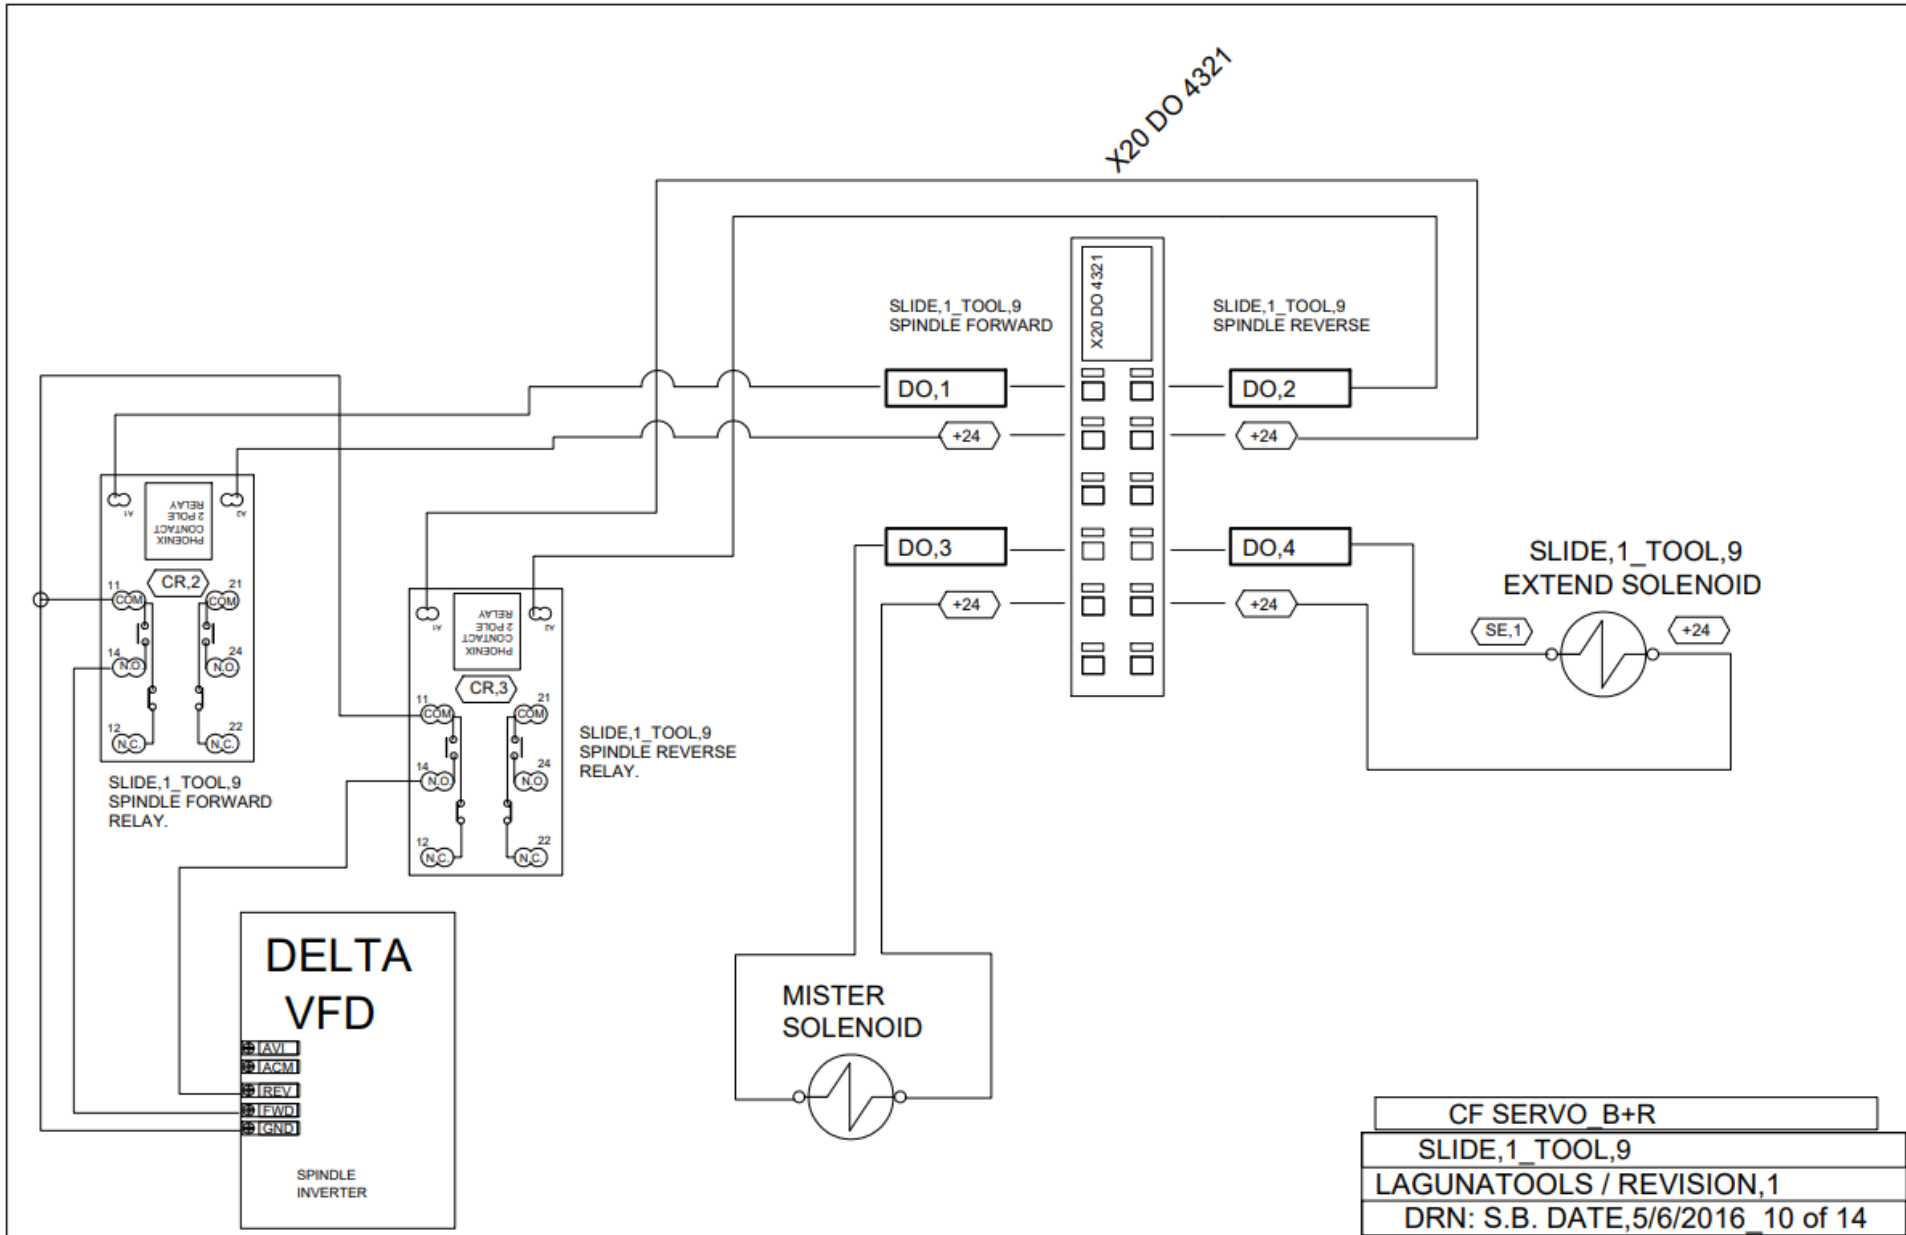 X20 DO 4321
X20 DO 4321
SLIDE,1_TOOL,9
SPINDLE FORWARD
SLIDE,1_TOOL,9
SPINDLE REVERSE
DO,1
DO,2
+24
+24
DO,3
DO,4
+24
+24
SLIDE,1_TOOL,9
EXTEND SOLENOID
SE,1
+24
A1
A2
PHOENIX
CONTACT
2 POLE
RELAY
CR,2
11
COM
21
COM
14
N.O.
24
N.O.
12
N.C.
22
N.C.
SLIDE,1_TOOL,9
SPINDLE FORWARD
RELAY.
A1
A2
PHOENIX
CONTACT
2 POLE
RELAY
CR,3
11
COM
21
COM
14
N.O.
24
N.O.
12
N.C.
22
N.C.
SLIDE,1_TOOL,9
SPINDLE REVERSE
RELAY.
DELTA
VFD
AVI
ACM
REV
FWD
GND
SPINDLE
INVERTER
MISTER
SOLENOID
CF SERVO_B+R
SLIDE,1_TOOL,9
LAGUNATOOLS / REVISION,1
DRN: S.B. DATE,5/6/2016_10 of 14